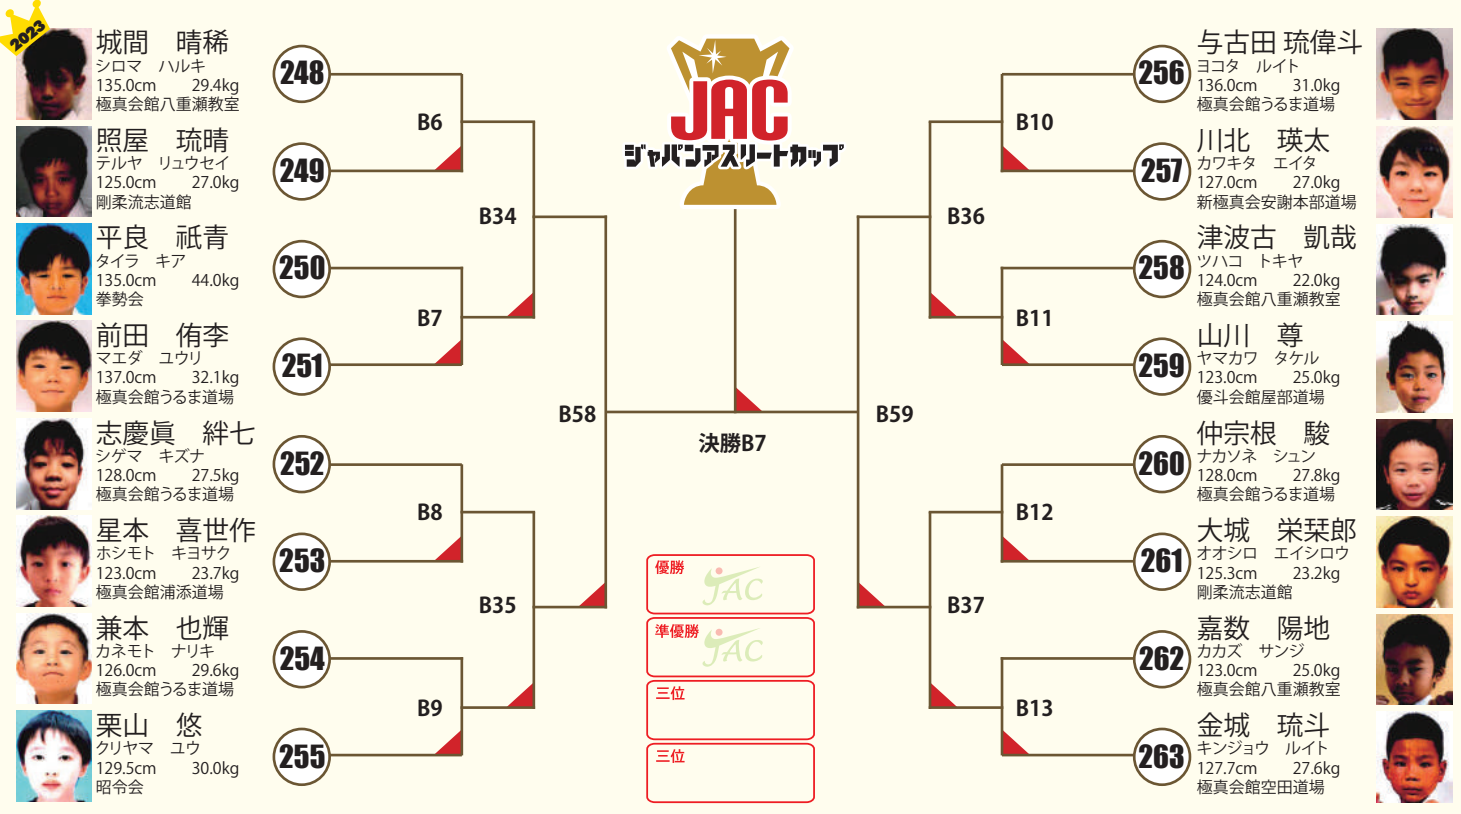 2023
城間　晴稀
シロマ　ハルキ
135.0cm　29.4kg
極真会館八重瀬教室
248
照屋　琉晴
テルヤ　リュウセイ
125.0cm　27.0kg
剛柔流志道館
249
平良　祇青
タイラ　キア
135.0cm　44.0kg
拳勢会
250
前田　侑李
マエダ　ユウリ
137.0cm　32.1kg
極真会館うるま道場
251
志慶眞　絆七
シゲマ　キズナ
128.0cm　27.5kg
極真会館うるま道場
252
星本　喜世作
ホシモト　キヨサク
123.0cm　23.7kg
極真会館浦添道場
253
兼本　也輝
カネモト　ナリキ
126.0cm　29.6kg
極真会館うるま道場
254
栗山　悠
クリヤマ　ユウ
129.5cm　30.0kg
昭令会
255
B6
B34
B7
B58
B8
B35
B9
JAC
ジャパンアスリートカップ
決勝B7
優勝
JAC
準優勝
JAC
三位
三位
B10
B36
B11
B59
B12
B37
B13
256
与古田 琉偉斗
ヨコタ　ルイト
136.0cm　31.0kg
極真会館うるま道場
257
川北　瑛太
カワキタ　エイタ
127.0cm　27.0kg
新極真会安謝本部道場
258
津波古　凱哉
ツハコ　トキヤ
124.0cm　22.0kg
極真会館八重瀬教室
259
山川　尊
ヤマカワ　タケル
123.0cm　25.0kg
優斗会館屋部道場
260
仲宗根　駿
ナカソネ　シュン
128.0cm　27.8kg
極真会館うるま道場
261
大城　栄栞郎
オオシロ　エイシロウ
125.3cm　23.2kg
剛柔流志道館
262
嘉数　陽地
カカズ　サンジ
123.0cm　25.0kg
極真会館八重瀬教室
263
金城　琉斗
キンジョウ　ルイト
127.7cm　27.6kg
極真会館空田道場